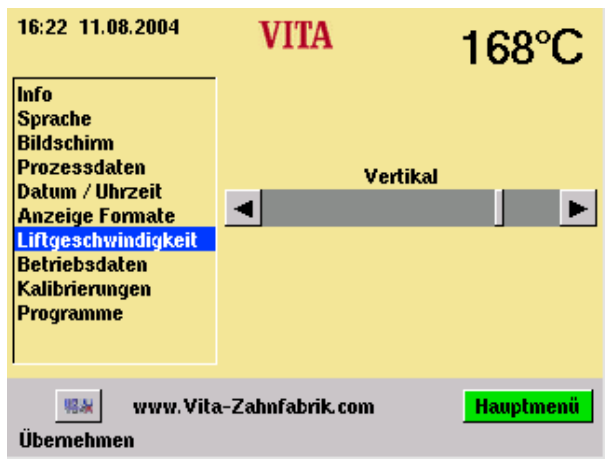 16:22 11.08.2004
VITA
168°C
Info
Sprache
Bildschirm
Prozessdaten
Datum / Uhrzeit
Anzeige Formate
Liftgeschwindigkeit
Betriebsdaten
Kalibrierungen
Programme
Vertikal
www.Vita-Zahnfabrik.com
Hauptmenü
Übernehmen